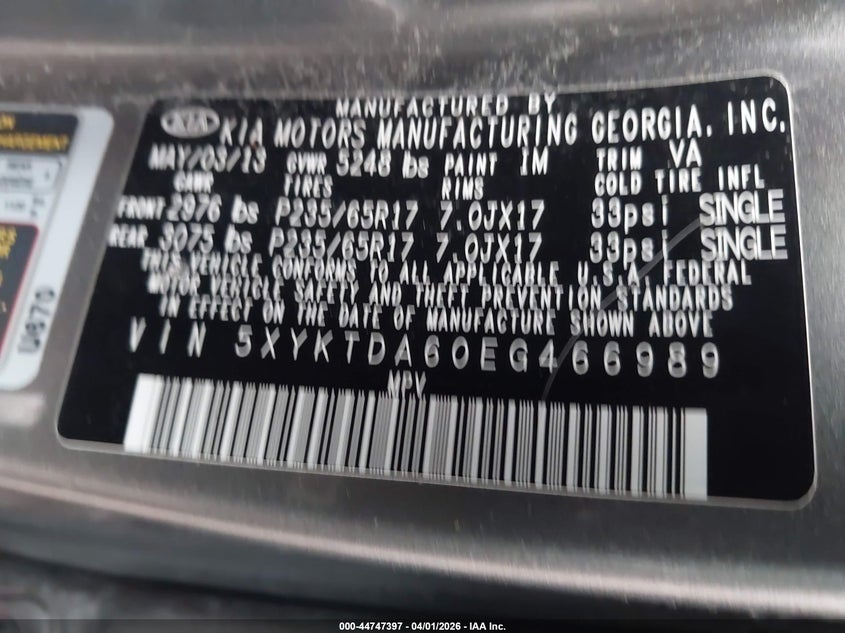 MANUFACTURED BY
KIA KIA MOTORS MANUFACTURING GEORGIA, INC.
MAY/03/13 GVWR 5248 lbs PAINT IM TRIM VA
GAWR TIRES RIMS COLD TIRE INFL
FRONT 2976 lbs P235/65R17 7.0JX17 33psi SINGLE
REAR 3075 lbs P235/65R17 7.0JX17 33psi SINGLE
THIS VEHICLE CONFORMS TO ALL APPLICABLE U.S.A. FEDERAL
MOTOR VEHICLE SAFETY AND THEFT PREVENTION STANDARDS
IN EFFECT ON THE DATE OF MANUFACTURE SHOWN ABOVE
VIN 5XYKTDA60EG466989
MPV
U670
000-44747397 - 04/01/2026 - IAA Inc.